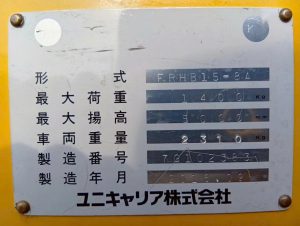 形式 FRHB15-8A
最大荷重 1400 KG
最大揚高
車両重量 2310 KG
製造番号
製造年月
ユニキャリア株式会社